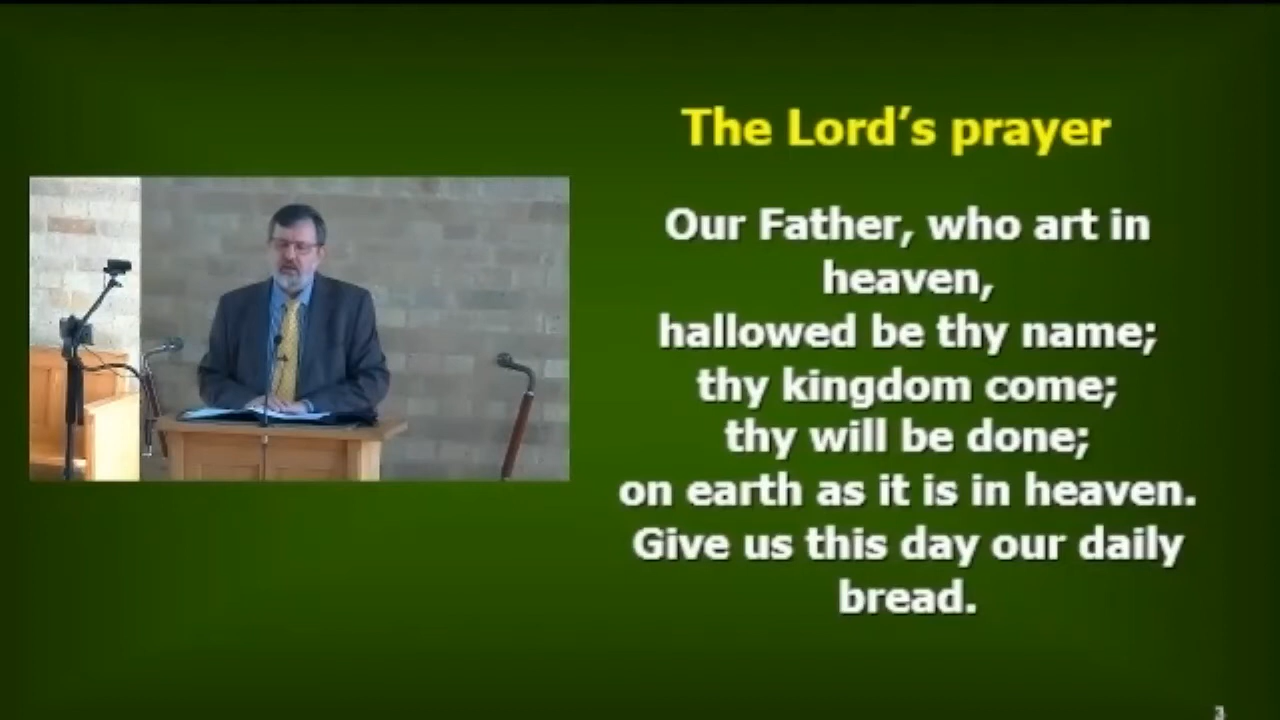 The Lord’s prayer
Our Father, who art in
heaven,
hallowed be thy name;
thy kingdom come;
thy will be done;
on earth as it is in heaven.
Give us this day our daily
bread.